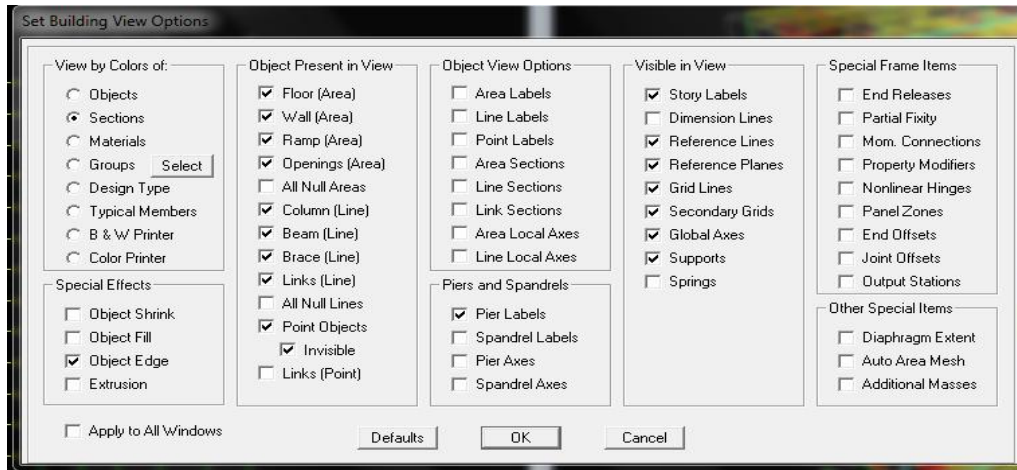 Set Building View Options
View by Colors of:
Objects
Sections
Materials
Groups
Select
Design Type
Typical Members
B & W Printer
Color Printer
Special Effects
Object Shrink
Object Fill
Object Edge
Extrusion
Apply to All Windows
Object Present in View
Floor (Area)
Wall (Area)
Ramp (Area)
Openings (Area)
All Null Areas
Column (Line)
Beam (Line)
Brace (Line)
Links (Line)
All Null Lines
Point Objects
Invisible
Links (Point)
Object View Options
Area Labels
Line Labels
Point Labels
Area Sections
Line Sections
Link Sections
Area Local Axes
Line Local Axes
Piers and Spandrels
Pier Labels
Spandrel Labels
Pier Axes
Spandrel Axes
Visible in View
Story Labels
Dimension Lines
Reference Lines
Reference Planes
Grid Lines
Secondary Grids
Global Axes
Supports
Springs
Special Frame Items
End Releases
Partial Fixity
Mom. Connections
Property Modifiers
Nonlinear Hinges
Panel Zones
End Offsets
Joint Offsets
Output Stations
Other Special Items
Diaphragm Extent
Auto Area Mesh
Additional Masses
Defaults
OK
Cancel